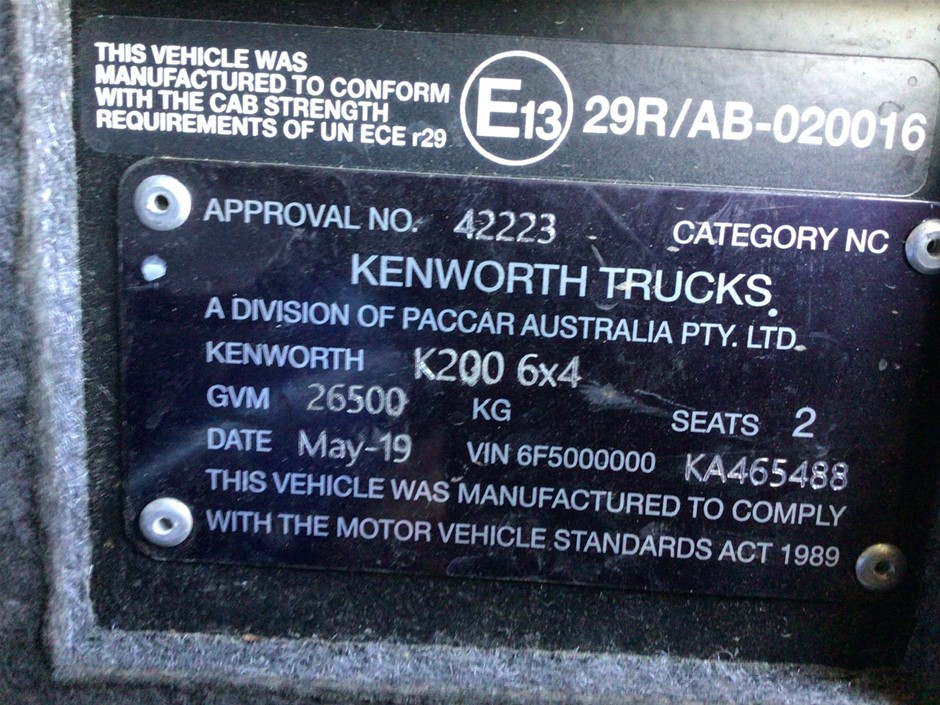 THIS VEHICLE WAS
MANUFACTURED TO CONFORM
WITH THE CAB STRENGTH
REQUIREMENTS OF UN ECE r29
E13 29R/AB-020016
APPROVAL NO. 42223 CATEGORY NC
KENWORTH TRUCKS
A DIVISION OF PACCAR AUSTRALIA PTY. LTD.
KENWORTH K200 6x4
GVM 26500 KG SEATS 2
DATE May-19 VIN 6F5000000 KA465488
THIS VEHICLE WAS MANUFACTURED TO COMPLY
WITH THE MOTOR VEHICLE STANDARDS ACT 1989